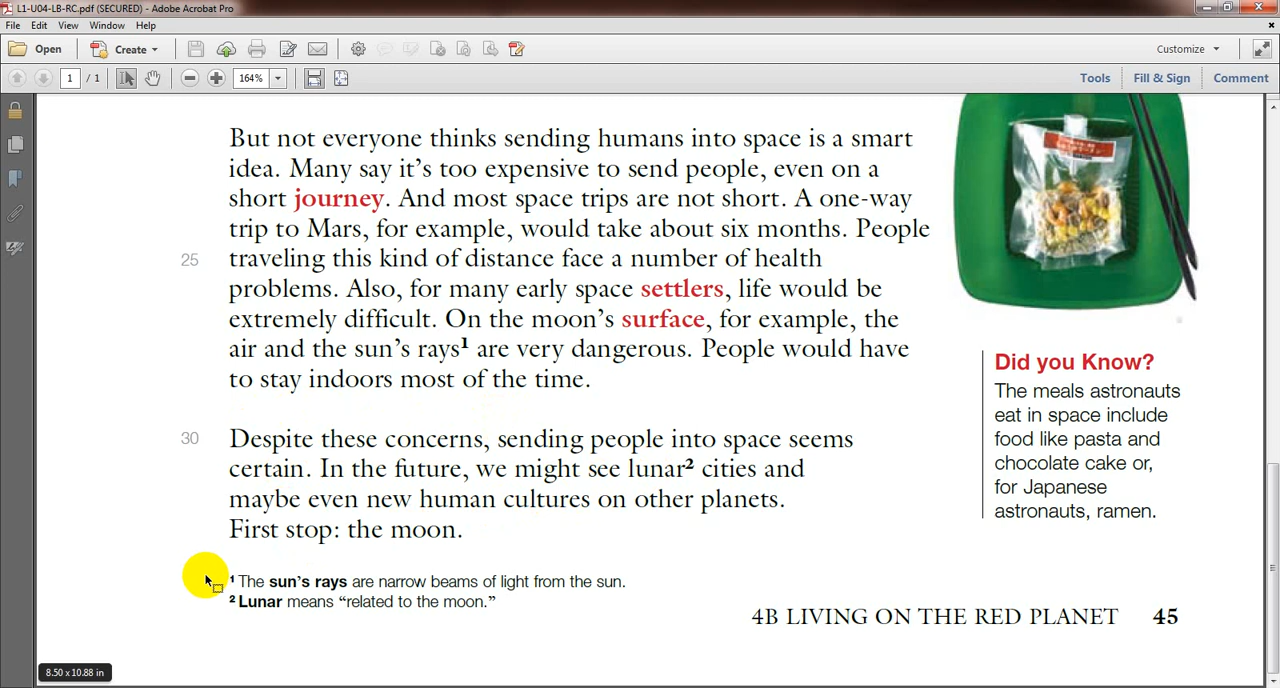 L1-U04-LB-RC.pdf (SECURED) - Adobe Acrobat Pro
File Edit View Window Help
Open Create Customize
1 / 1 164% Tools Fill & Sign Comment
But not everyone thinks sending humans into space is a smart
idea. Many say it's too expensive to send people, even on a
short journey. And most space trips are not short. A one-way
trip to Mars, for example, would take about six months. People
25 traveling this kind of distance face a number of health
problems. Also, for many early space settlers, life would be
extremely difficult. On the moon's surface, for example, the
air and the sun's rays¹ are very dangerous. People would have
to stay indoors most of the time.
30 Despite these concerns, sending people into space seems
certain. In the future, we might see lunar² cities and
maybe even new human cultures on other planets.
First stop: the moon.
¹ The sun's rays are narrow beams of light from the sun.
² Lunar means “related to the moon.”
Did you Know?
The meals astronauts
eat in space include
food like pasta and
chocolate cake or,
for Japanese
astronauts, ramen.
4B LIVING ON THE RED PLANET 45
8.50 x 10.88 in